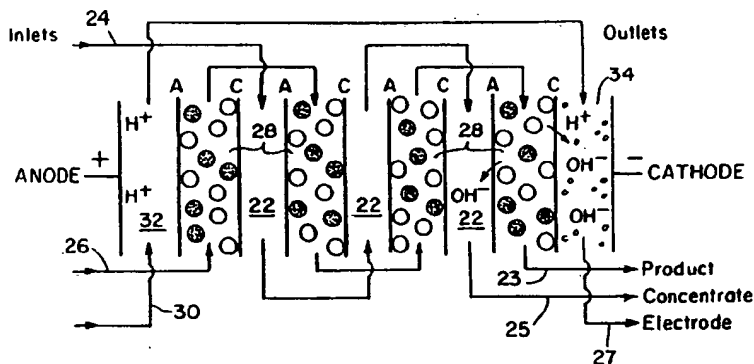 Inlets
24
Outlets
34
A C A C A C A C
H+
28
28
H+
ANODE +
OH−
OH−
− CATHODE
H+
32
22
22
22
OH−
26
23
Product
Concentrate
30
25
Electrode
27